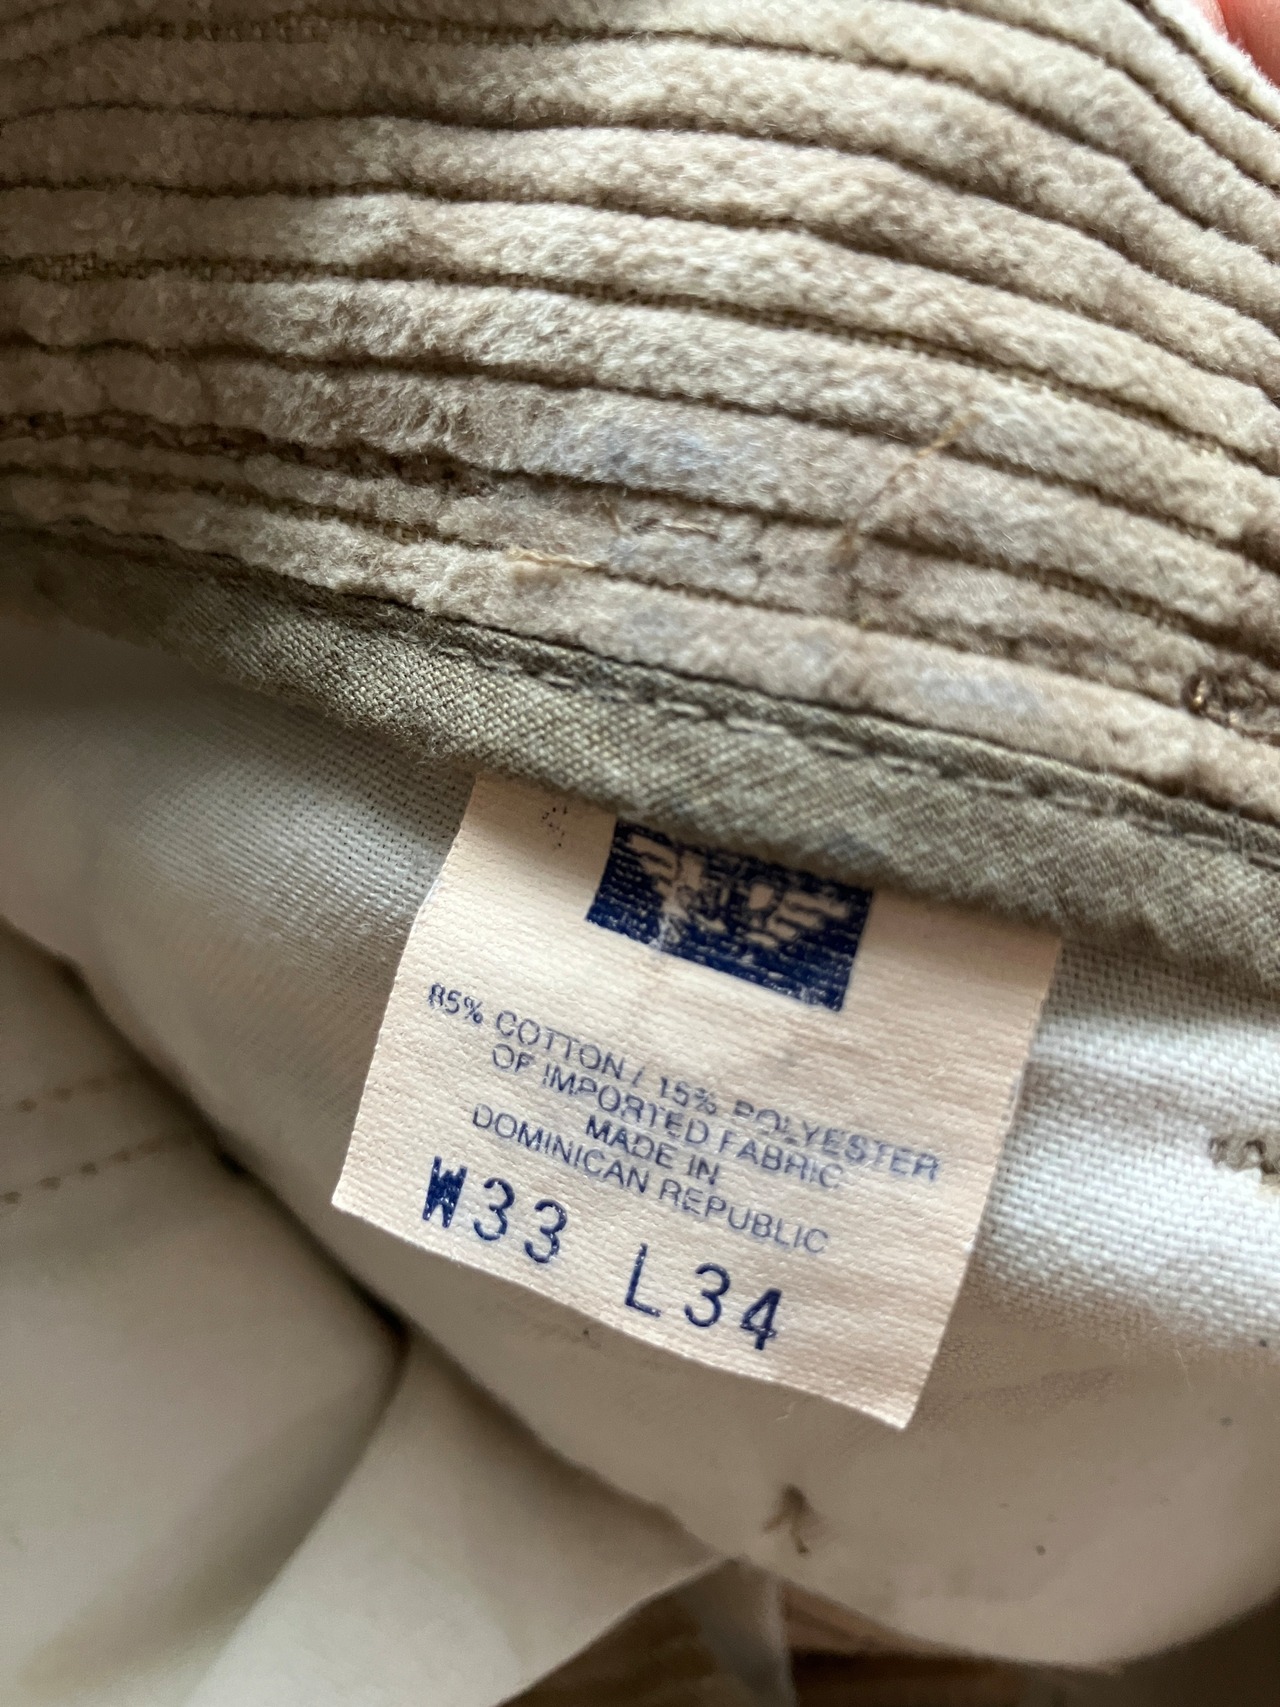 85% COTTON / 15% POLYESTER
OF IMPORTED FABRIC
MADE IN
DOMINICAN REPUBLIC
W33 L34